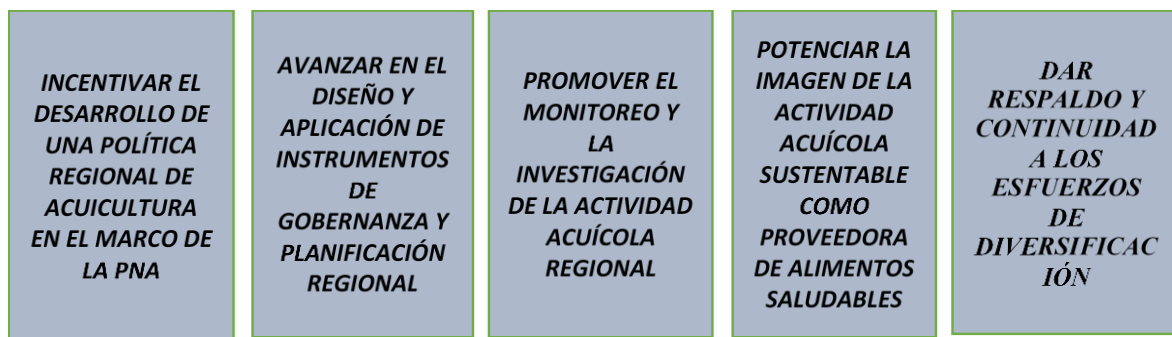 INCENTIVAR EL
DESARROLLO DE
UNA POLÍTICA
REGIONAL DE
ACUICULTURA
EN EL MARCO DE
LA PNA
AVANZAR EN EL
DISEÑO Y
APLICACIÓN DE
INSTRUMENTOS
DE
GOBERNANZA Y
PLANIFICACIÓN
REGIONAL
PROMOVER EL
MONITOREO Y
LA
INVESTIGACIÓN
DE LA ACTIVIDAD
ACUÍCOLA
REGIONAL
POTENCIAR LA
IMAGEN DE LA
ACTIVIDAD
ACUÍCOLA
SUSTENTABLE
COMO
PROVEEDORA
DE ALIMENTOS
SALUDABLES
DAR
RESPALDO Y
CONTINUIDAD
A LOS
ESFUERZOS
DE
DIVERSIFICAC
IÓN